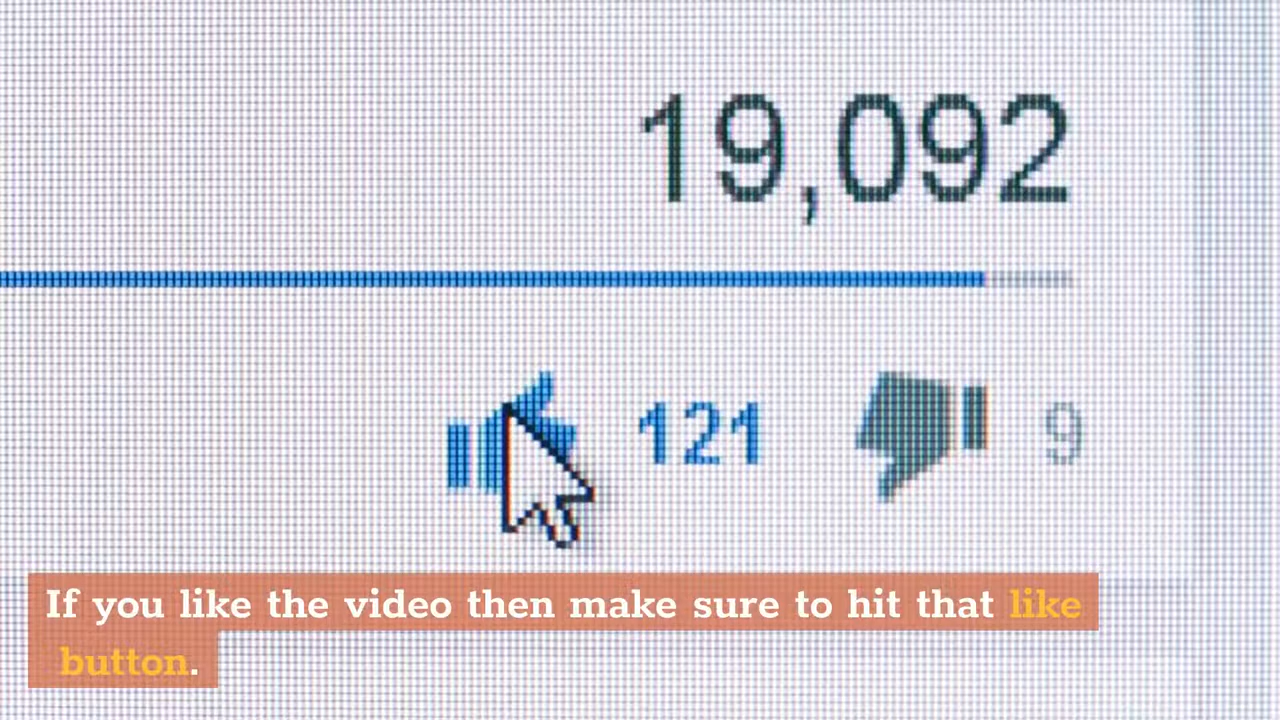 19,092
121 9
If you like the video then make sure to hit that like
button.